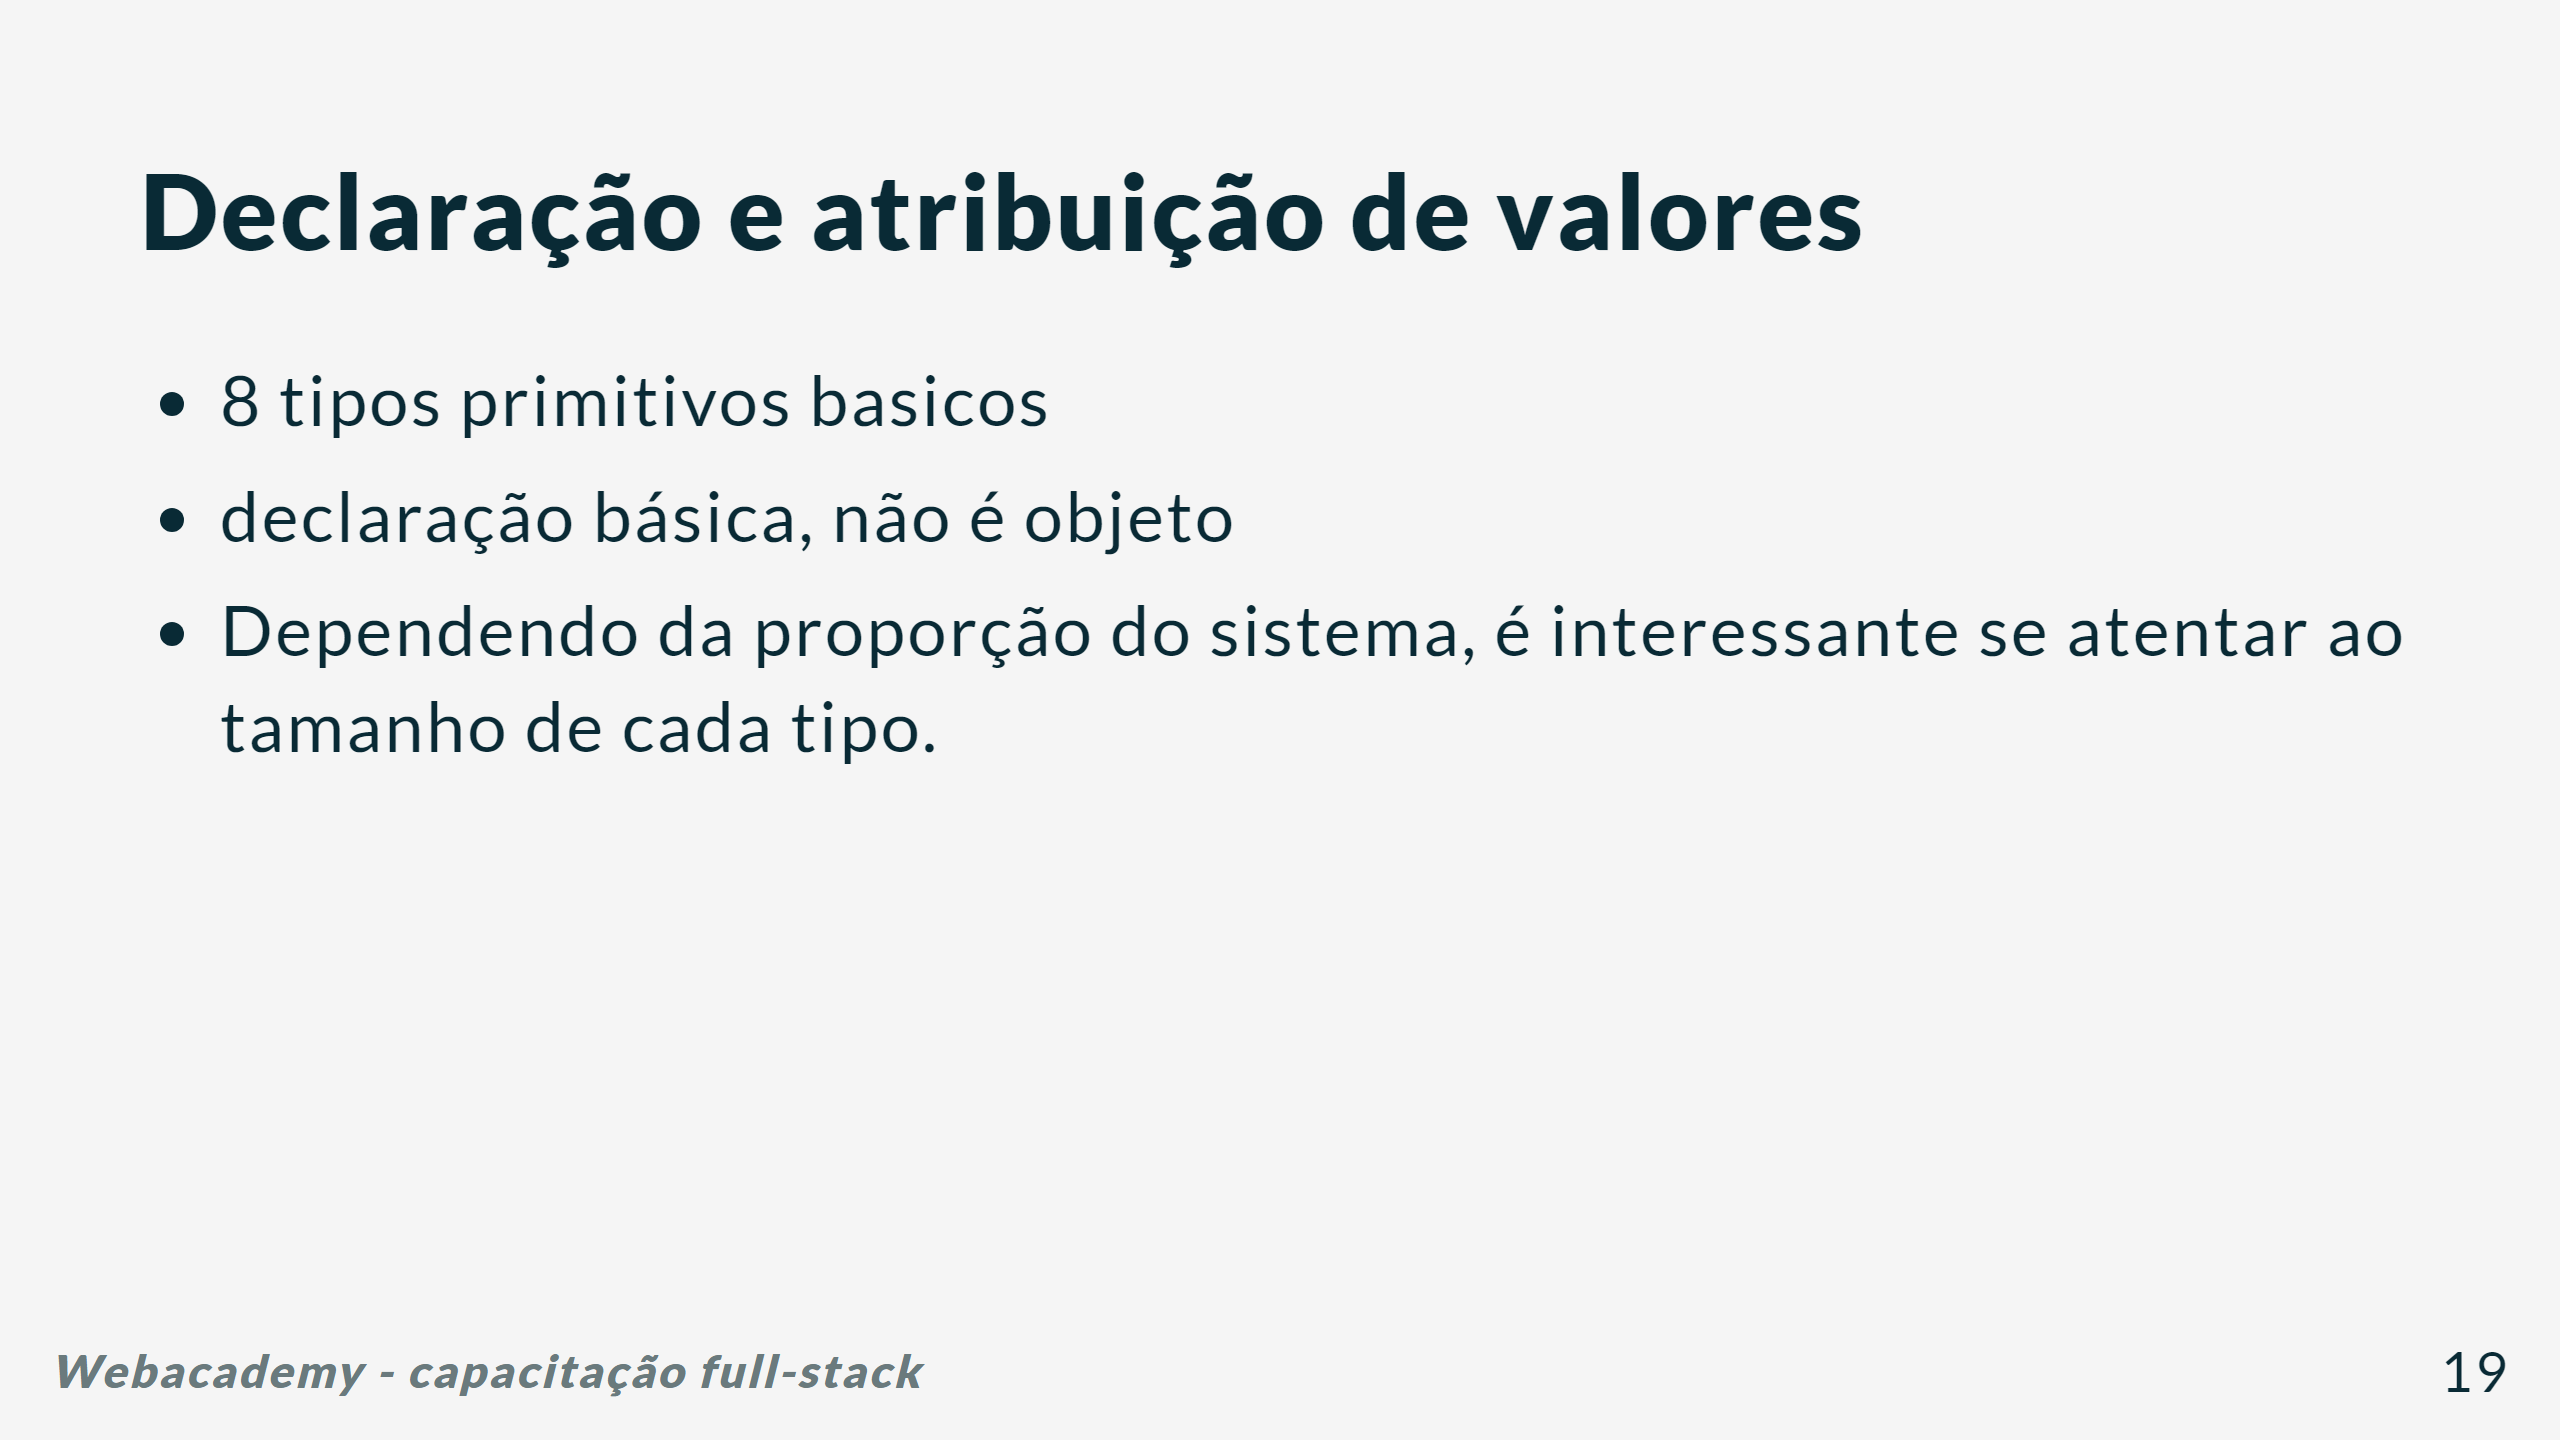 Declaração e atribuição de valores
• 8 tipos primitivos basicos
• declaração básica, não é objeto
• Dependendo da proporção do sistema, é interessante se atentar ao
tamanho de cada tipo.
Webacademy - capacitação full-stack
19